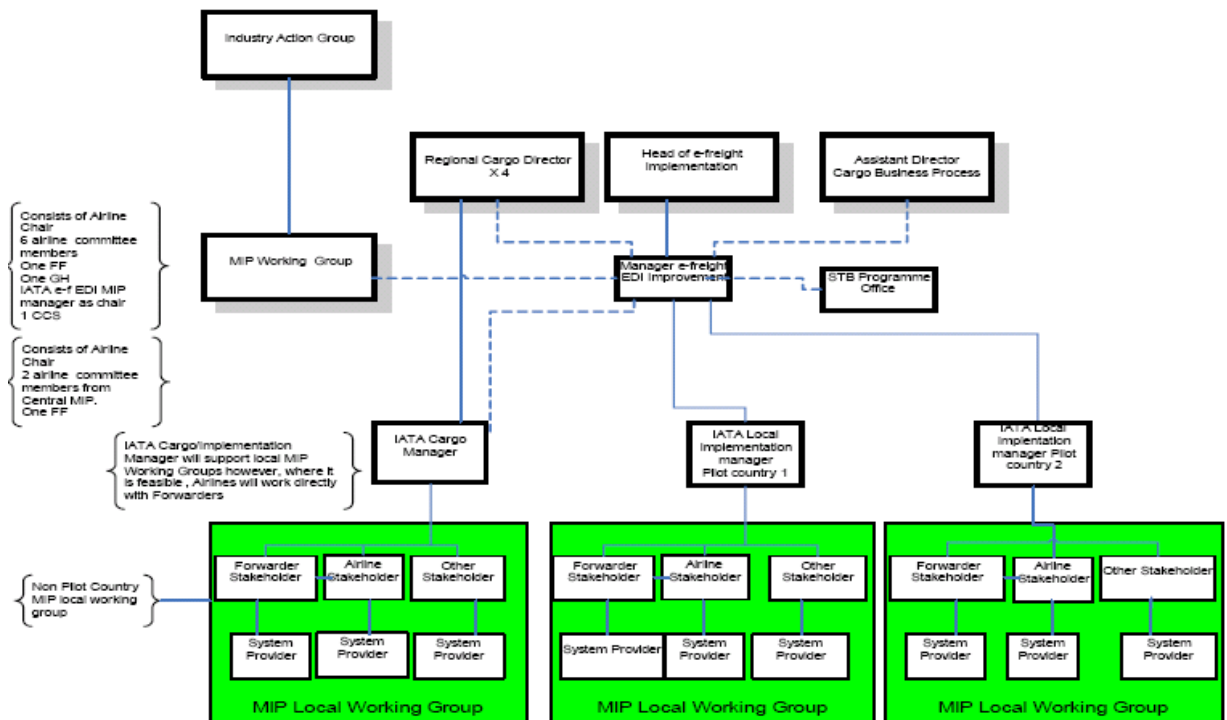 Industry Action Group
Regional Cargo Director
X 4
Head of e-freight
Implementation
Assistant Director
Cargo Business Process
Consists of Airline
Chair
6 airline committee
members
One FF
One GH
IATA e-f EDI MIP
manager as chair
1 CCS
MIP Working Group
Manager e-freight
EDI Improvement
STB Programme
Office
Consists of Airline
Chair
2 airline committee
members from
Central MIP.
One FF
IATA Cargo/Implementation
Manager will support local MIP
Working Groups however, where it
is feasible , Airlines will work directly
with Forwarders
IATA Cargo
Manager
IATA Local
Implementation
manager
Pilot country 1
IATA Local
Implentation
manager Pilot
country 2
Non Pilot Country
MIP local working
group
Forwarder
Stakeholder
Airline
Stakeholder
Other
Stakeholder
System
Provider
System
Provider
System
Provider
MIP Local Working Group
Forwarder
Stakeholder
Airline
Stakeholder
Other
Stakeholder
System Provider
System
Provider
System
Provider
MIP Local Working Group
Forwarder
Stakeholder
Airline
Stakeholder
Other Stakeholder
System
Provider
System
Provider
System
Provider
MIP Local Working Group